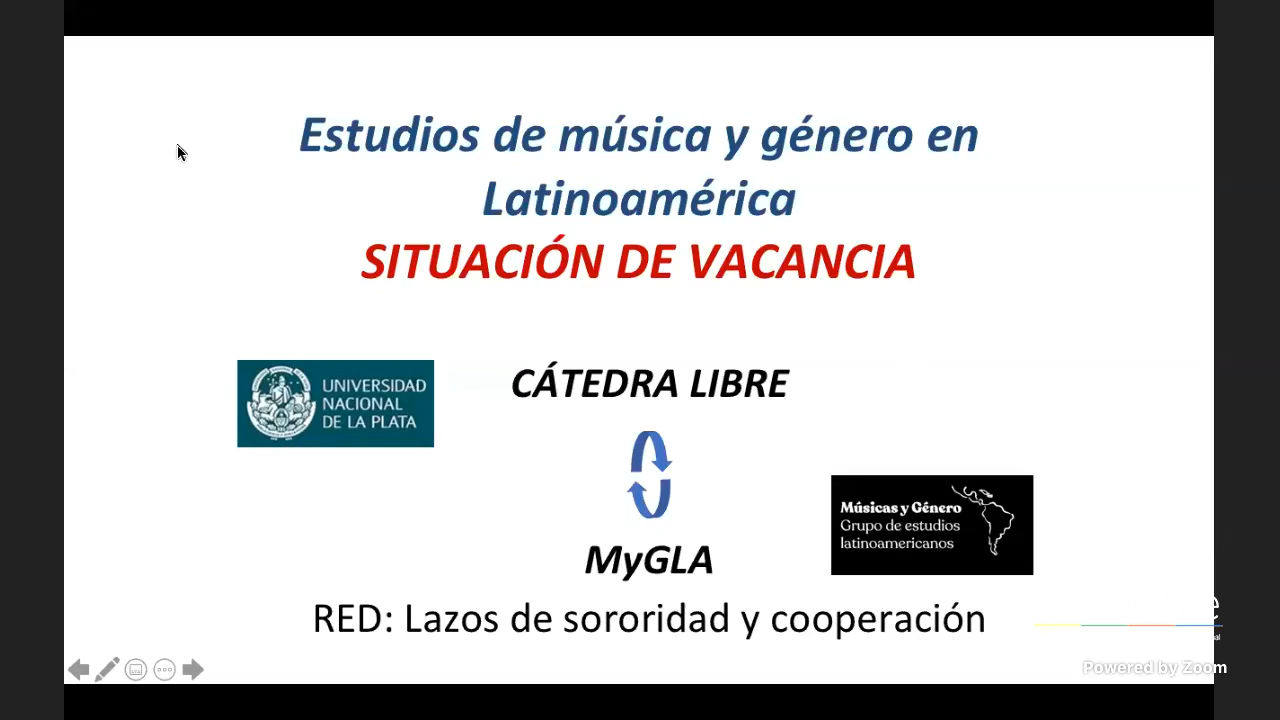 Estudios de música y género en
Latinoamérica
SITUACIÓN DE VACANCIA
UNIVERSIDAD
NACIONAL
DE LA PLATA
CÁTEDRA LIBRE
Músicas y Género
Grupo de estudios
latinoamericanos
MyGLA
RED: Lazos de sororidad y cooperación
Powered by Zoom